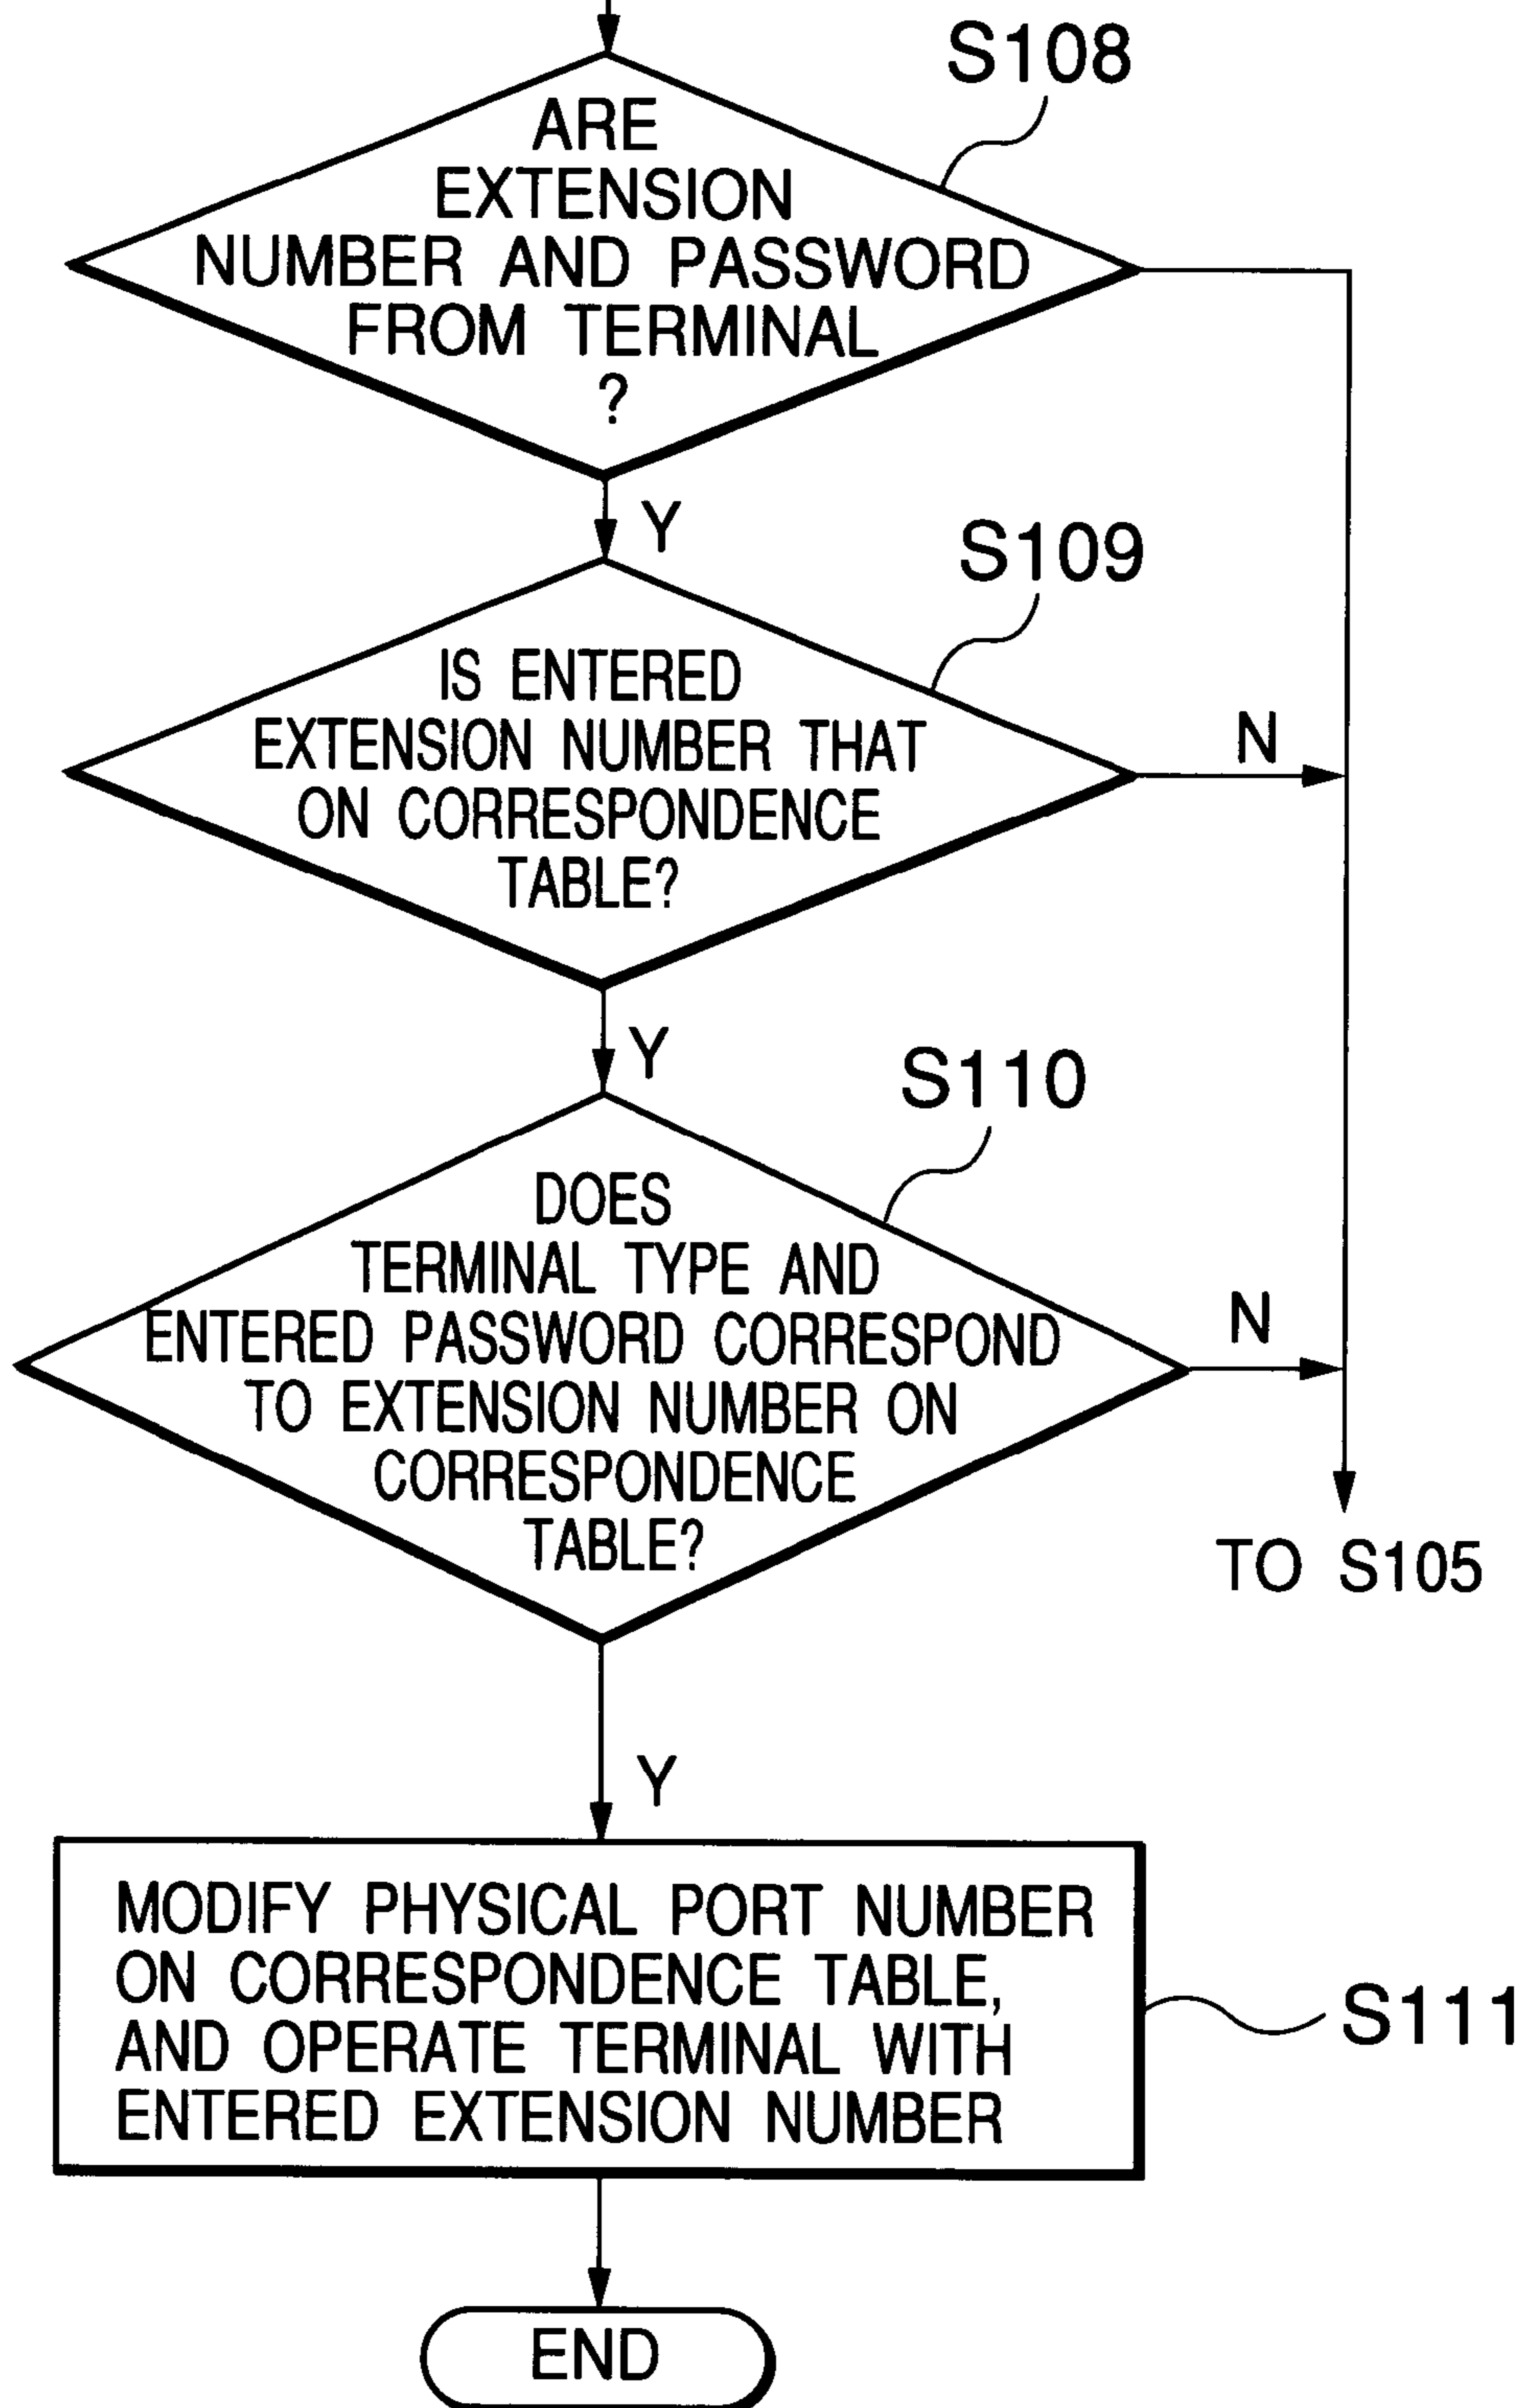 S108
ARE
EXTENSION
NUMBER AND PASSWORD
FROM TERMINAL
?
Y
S109
IS ENTERED
EXTENSION NUMBER THAT
ON CORRESPONDENCE
TABLE?
N
Y
S110
DOES
TERMINAL TYPE AND
ENTERED PASSWORD CORRESPOND
TO EXTENSION NUMBER ON
CORRESPONDENCE
TABLE?
N
TO S105
Y
MODIFY PHYSICAL PORT NUMBER
ON CORRESPONDENCE TABLE,
AND OPERATE TERMINAL WITH
ENTERED EXTENSION NUMBER
S111
END